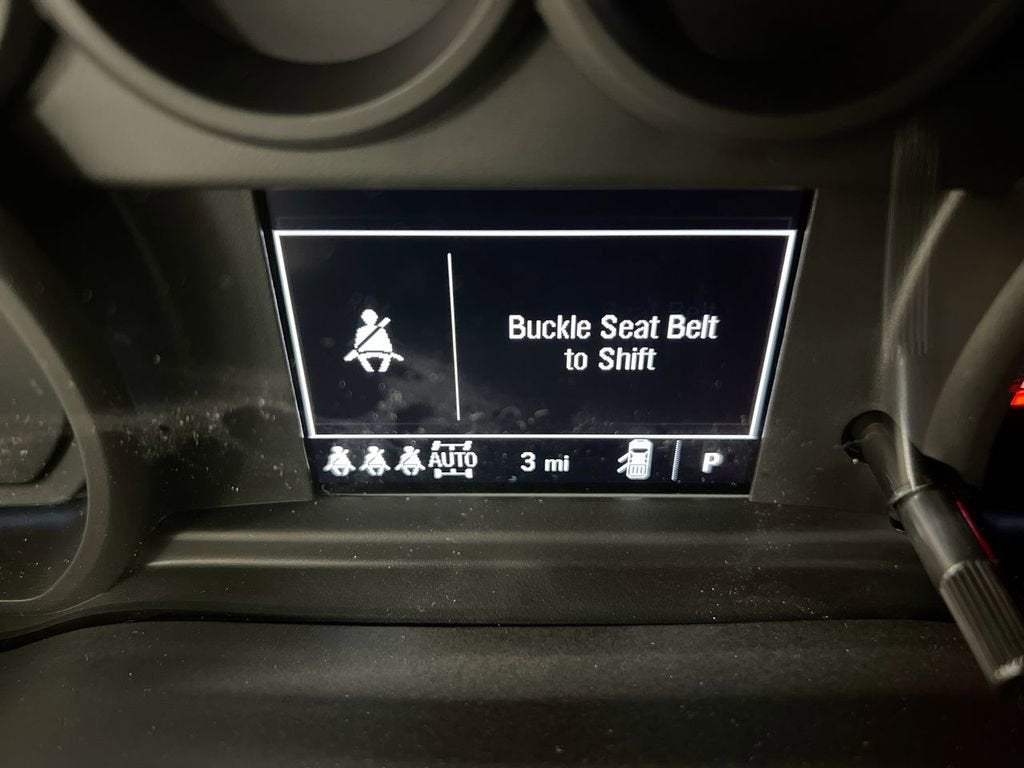 Buckle Seat Belt
to Shift
AUTO 3 mi P